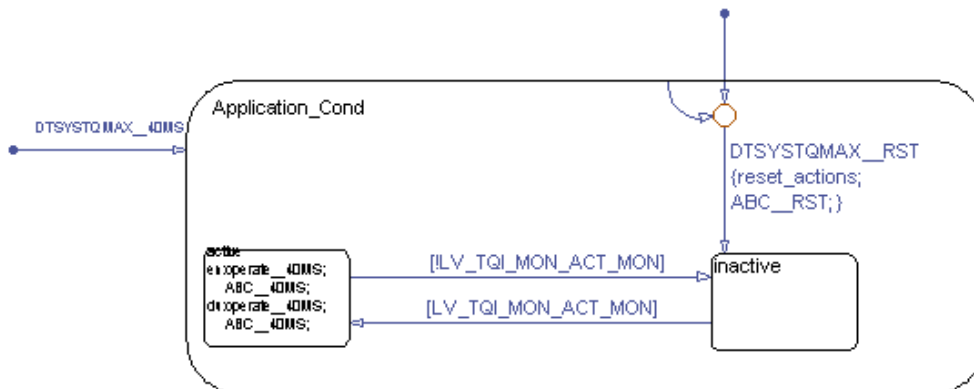 Application_Cond
DTSYSTQMAX__40MS
DTSYSTQMAX__RST
{reset_actions;
ABC__RST; }
active
en:operate__40MS;
ABC__40MS;
du:operate__40MS;
ABC__40MS;
[!LV_TQI_MON_ACT_MON]
[LV_TQI_MON_ACT_MON]
inactive